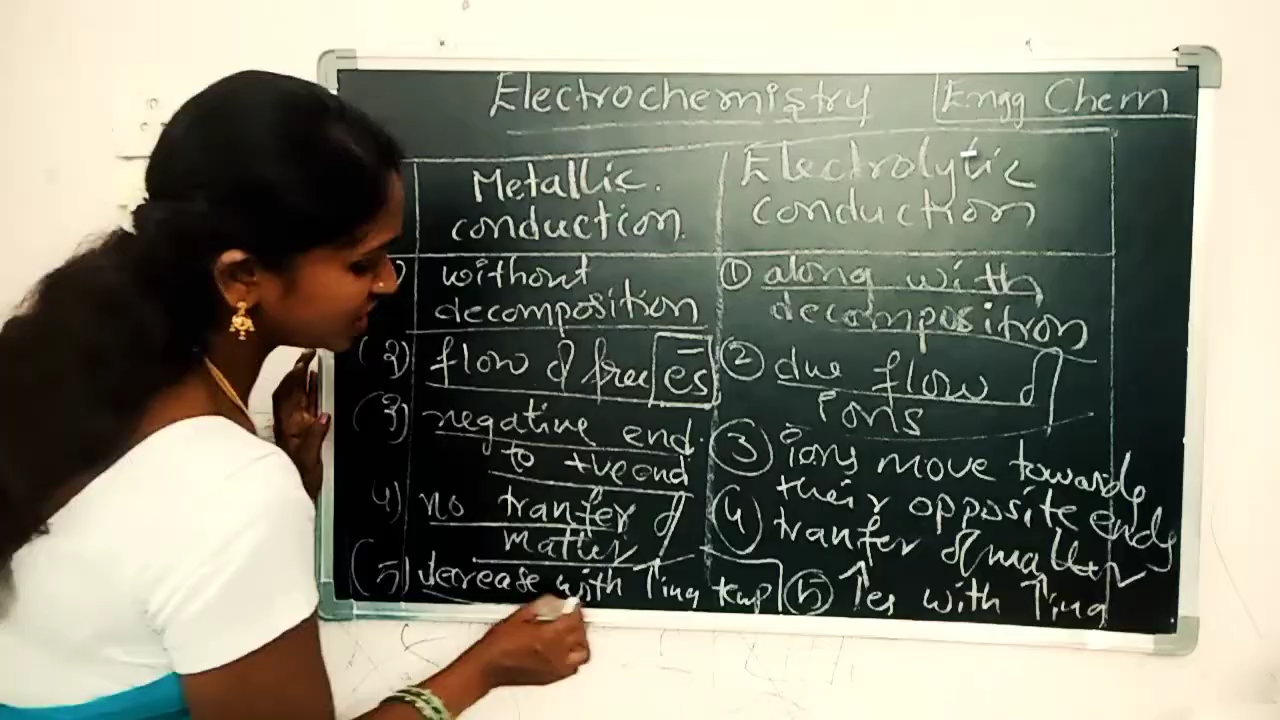 Electrochemistry Engg Chem
Metallic.
conduction.
Electrolytic
conduction
) without
decomposition
① along with
decomposition
(2) flow of free es
② due flow of
ions
(3) negative end.
to +ve end
③ ions move towards
their opposite ends
4) no tranfer of
matter
④ tranfer of matter
(5) decrease with ↑ing temp
⑤ ↑es with ↑ing